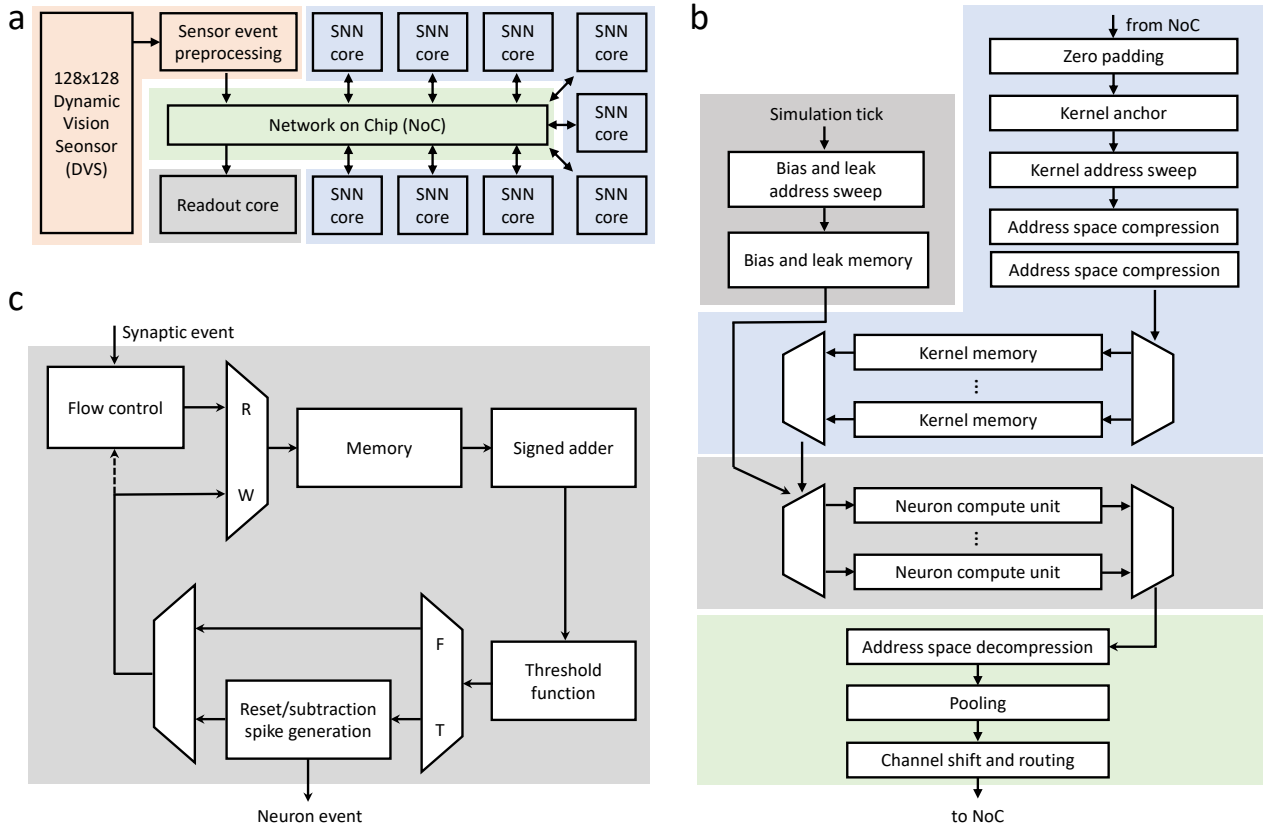 a
128x128
Dynamic
Vision
Seonsor
(DVS)
Sensor event
preprocessing
SNN
core
SNN
core
SNN
core
SNN
core
Network on Chip (NoC)
SNN
core
Readout core
SNN
core
SNN
core
SNN
core
SNN
core
b
from NoC
Zero padding
Kernel anchor
Kernel address sweep
Address space compression
Address space compression
Simulation tick
Bias and leak
address sweep
Bias and leak memory
Kernel memory
⋮
Kernel memory
Neuron compute unit
⋮
Neuron compute unit
Address space decompression
Pooling
Channel shift and routing
to NoC
c
Synaptic event
Flow control
R
W
Memory
Signed adder
F
T
Threshold
function
Reset/subtraction
spike generation
Neuron event